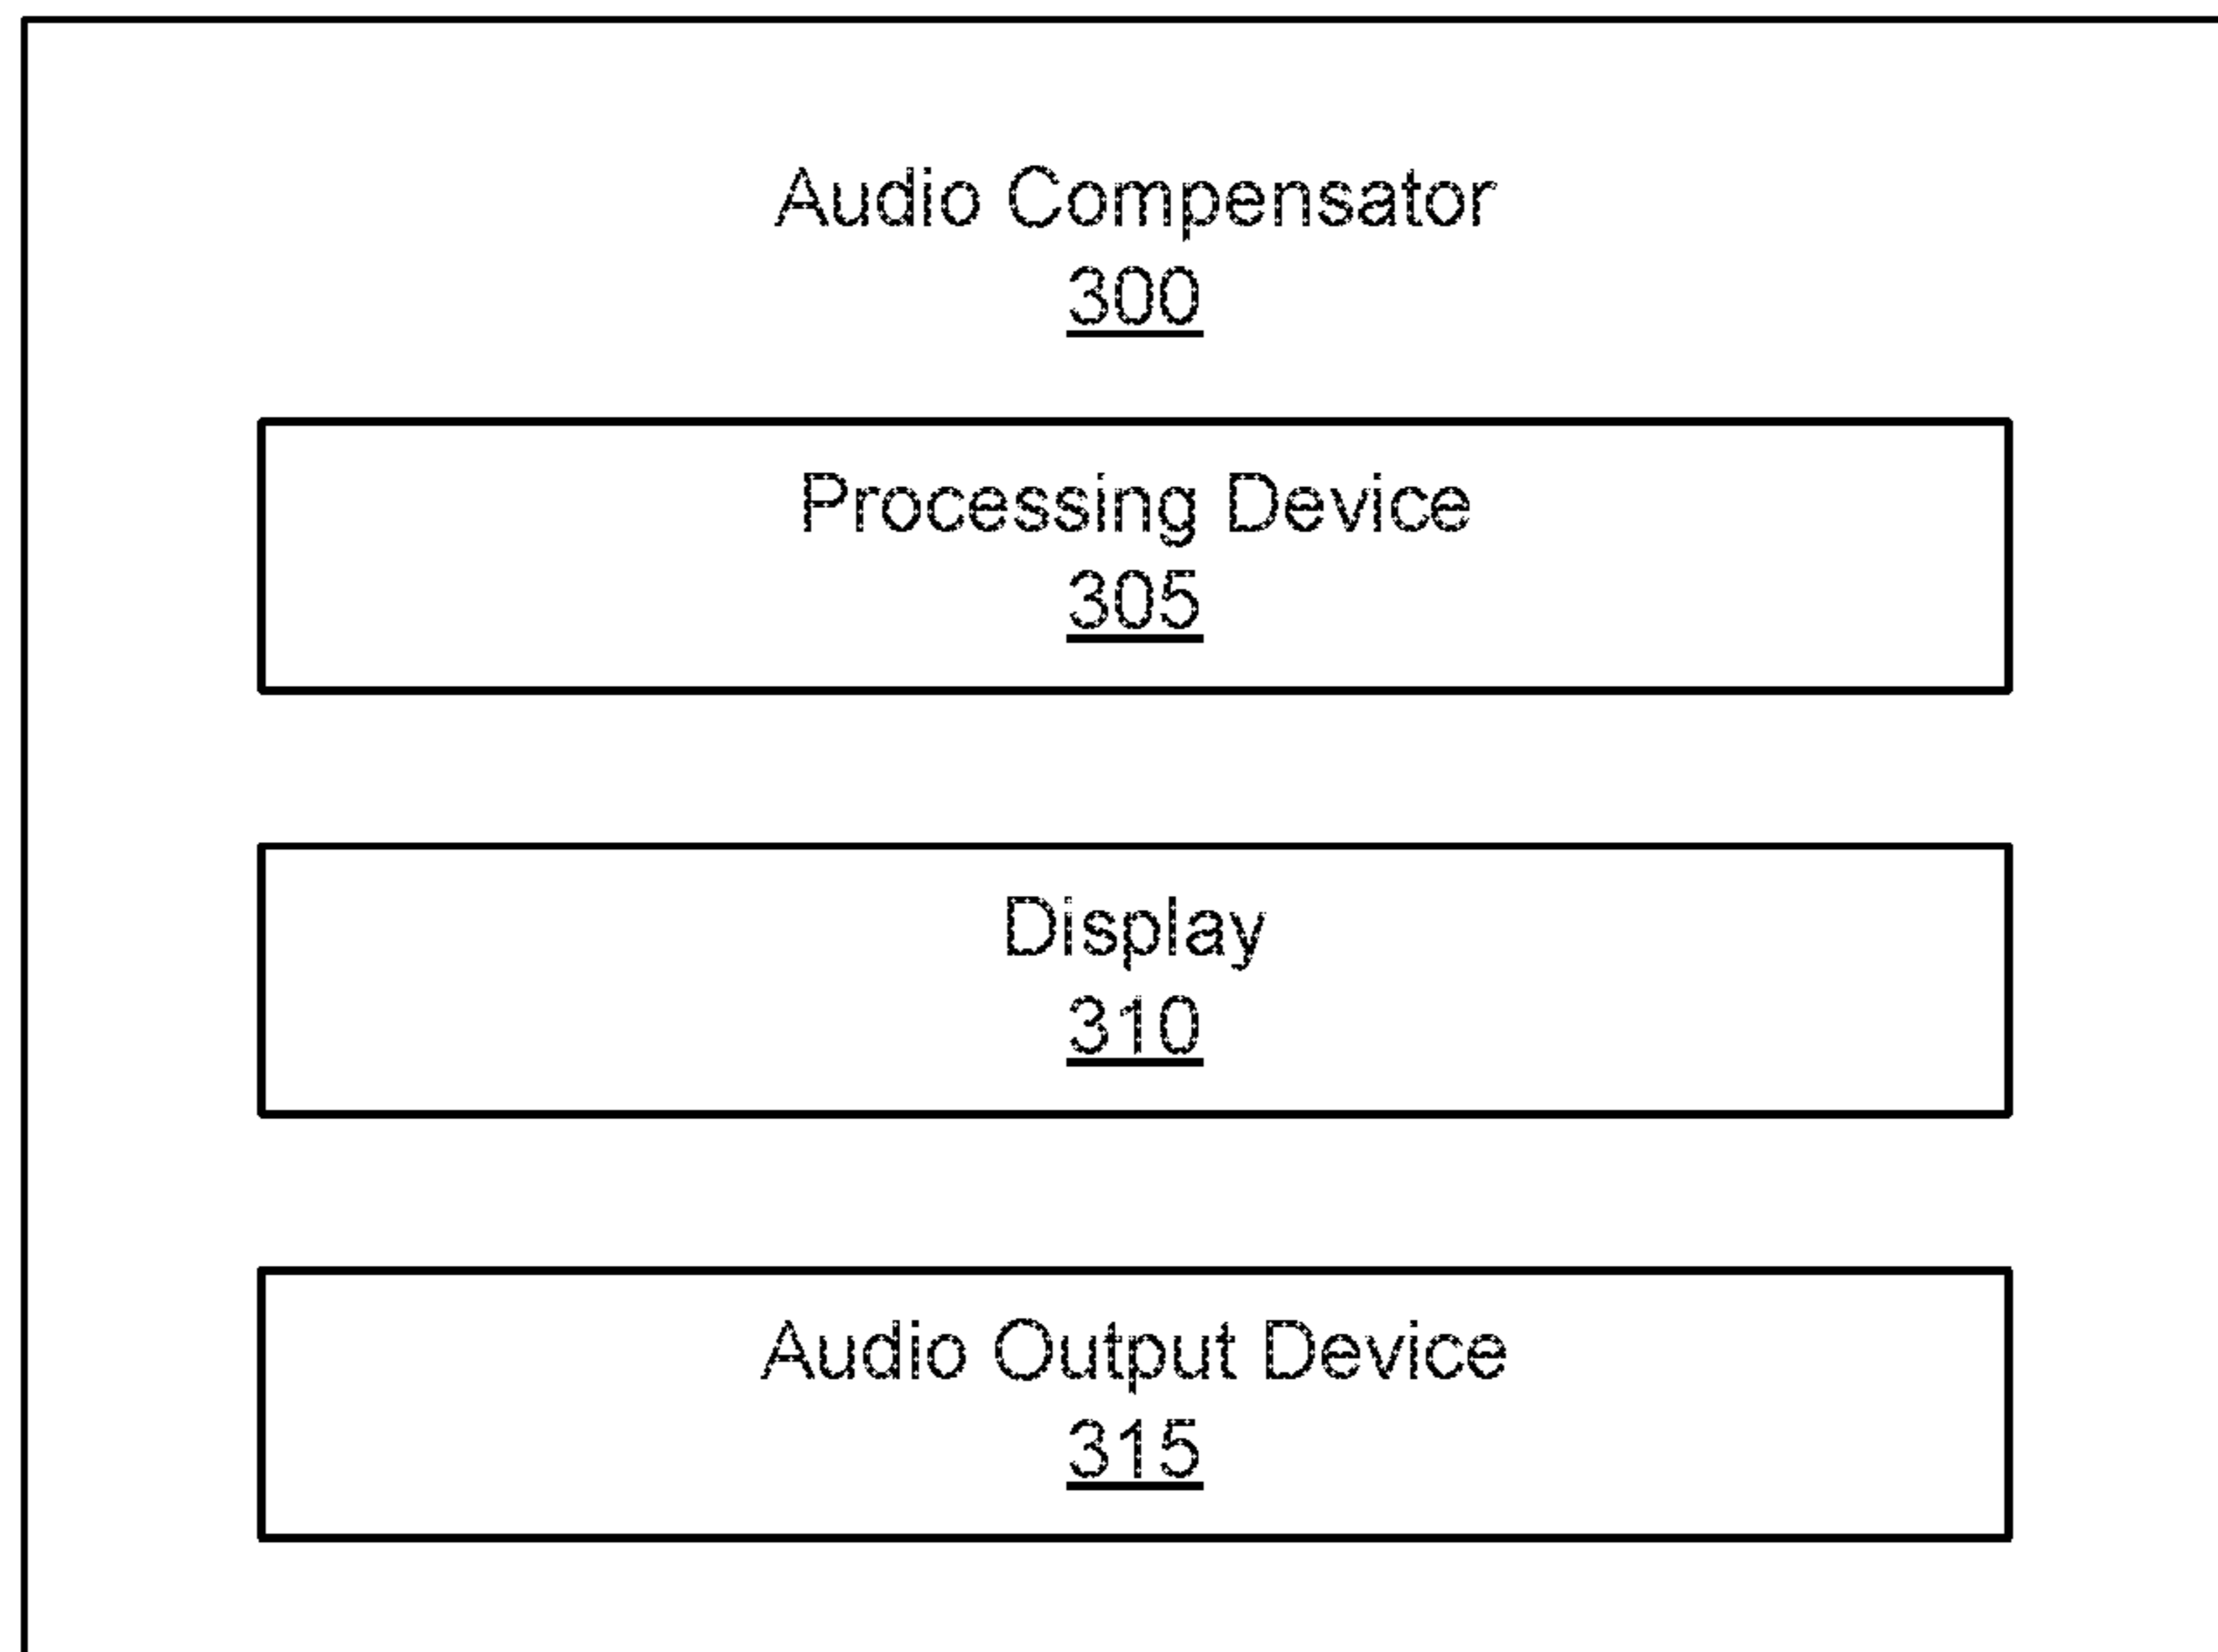 Audio Compensator
300
Processing Device
305
Display
310
Audio Output Device
315